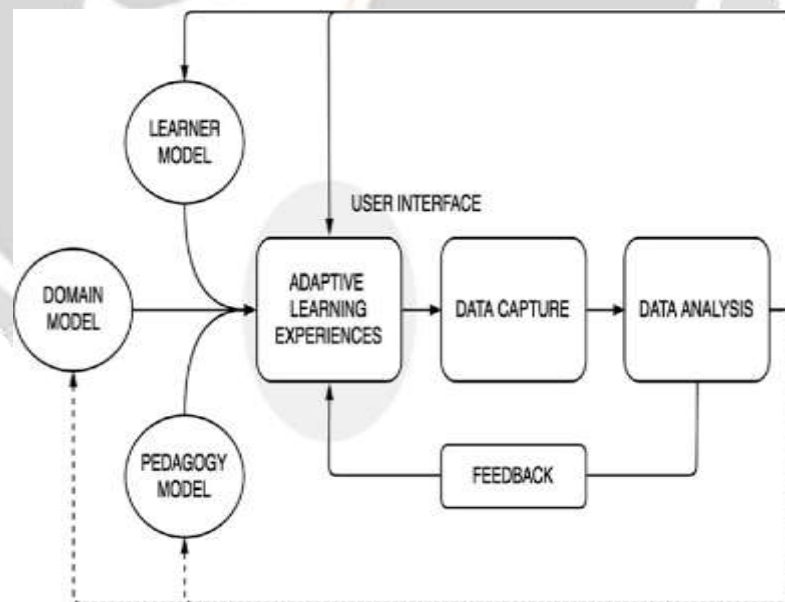 LEARNER
MODEL
USER INTERFACE
DOMAIN
MODEL
ADAPTIVE
LEARNING
EXPERIENCES
DATA CAPTURE
DATA ANALYSIS
PEDAGOGY
MODEL
FEEDBACK